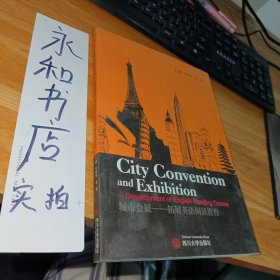 永和书店
实拍
City Convention
and Exhibition
—Development of English Reading Course
城市会展——拓展英语阅读教程
四川大学出版社